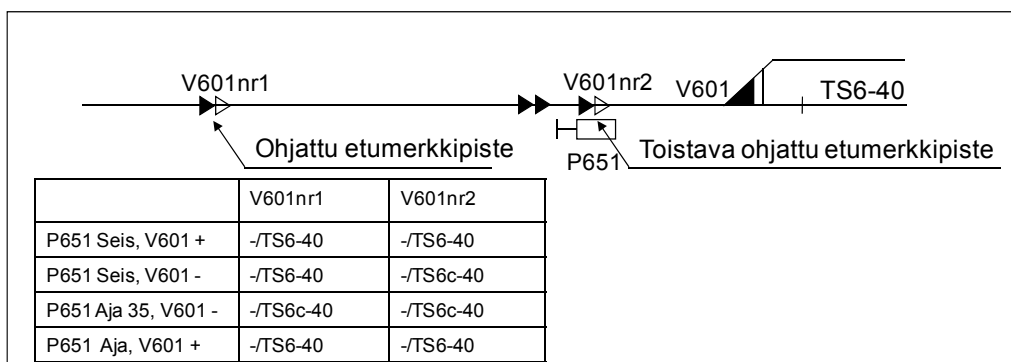 V601nr1 V601nr2 V601 TS6-40
Ohjattu etumerkkipiste P651 Toistava ohjattu etumerkkipiste
V601nr1 V601nr2
P651 Seis, V601 + -/TS6-40 -/TS6-40
P651 Seis, V601 - -/TS6-40 -/TS6c-40
P651 Aja 35, V601 - -/TS6c-40 -/TS6c-40
P651 Aja, V601 + -/TS6-40 -/TS6-40